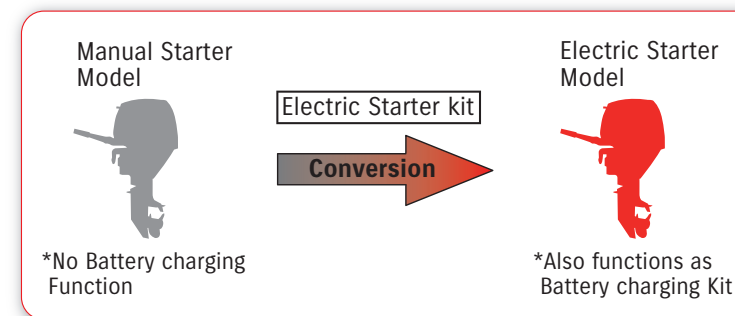 Manual Starter
Model
*No Battery charging
Function
Electric Starter kit
Conversion
Electric Starter
Model
*Also functions as
Battery charging Kit